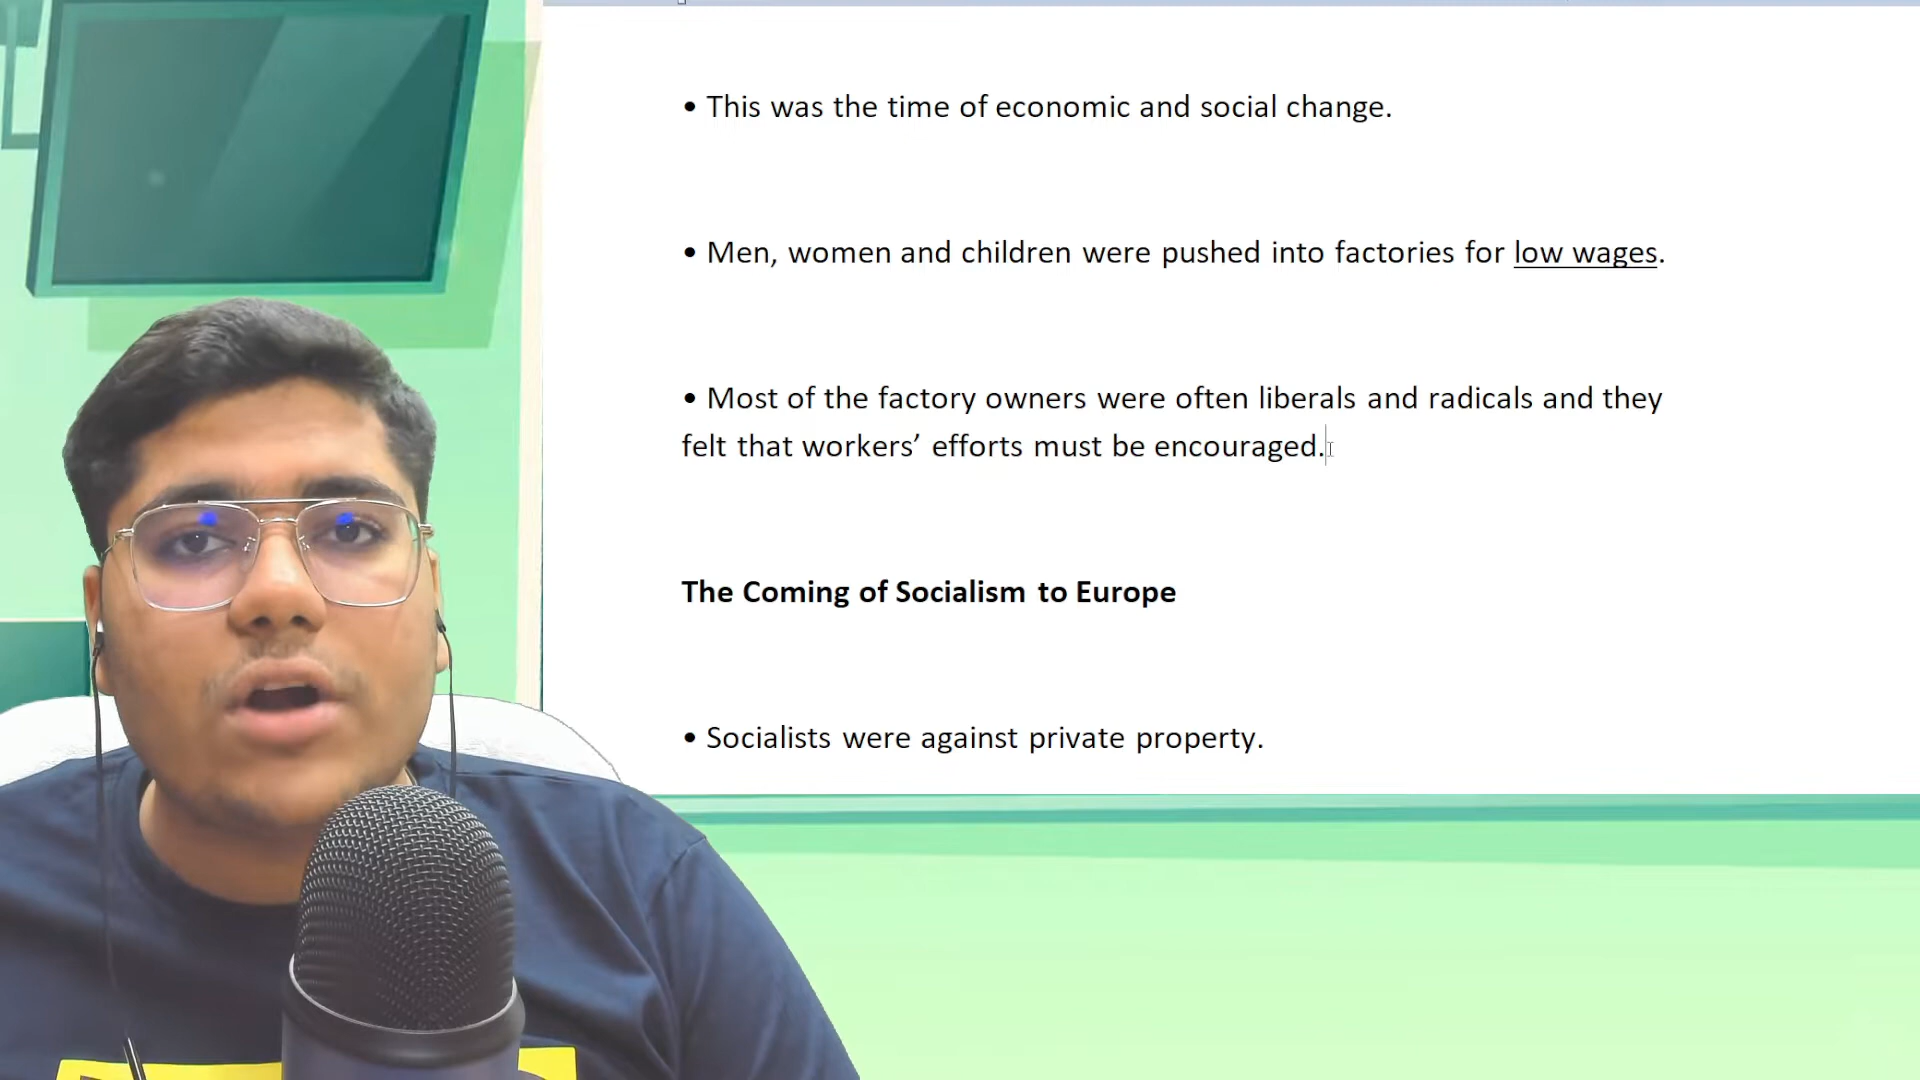 • This was the time of economic and social change.
• Men, women and children were pushed into factories for low wages.
• Most of the factory owners were often liberals and radicals and they
felt that workers’ efforts must be encouraged.
The Coming of Socialism to Europe
• Socialists were against private property.